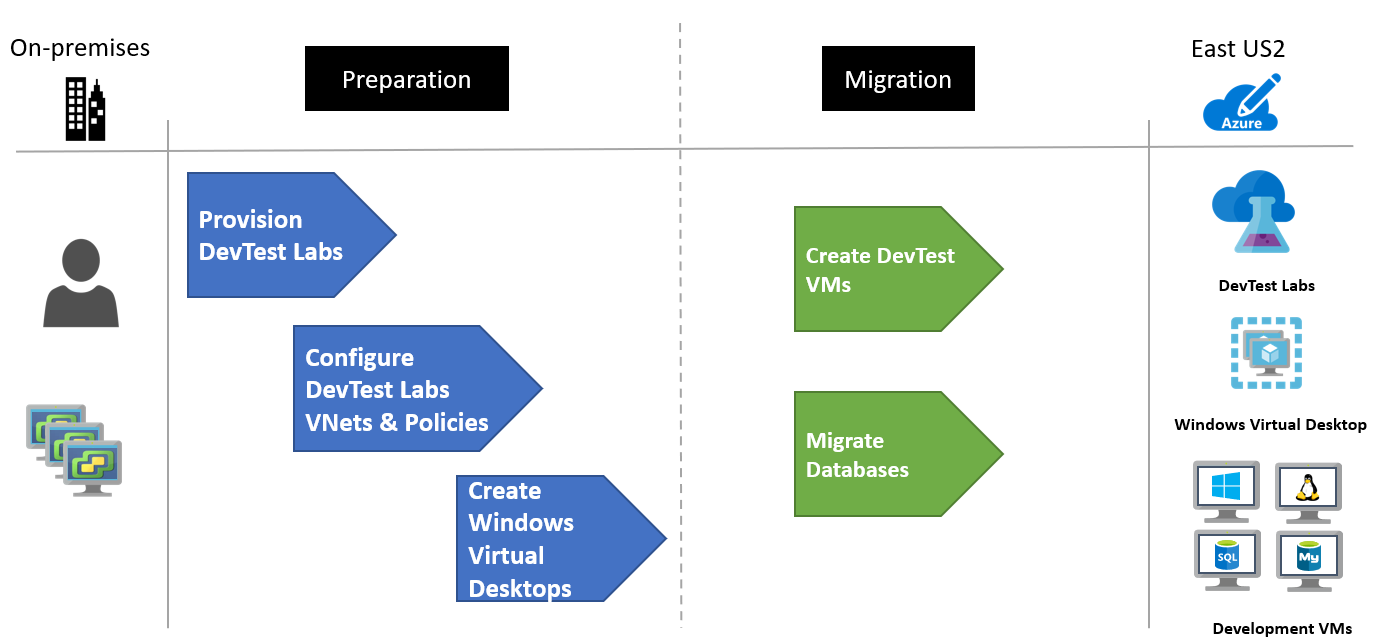 On-premises
Preparation
Migration
East US2
Azure
Provision
DevTest Labs
Configure
DevTest Labs
VNets & Policies
Create
Windows
Virtual
Desktops
Create DevTest
VMs
Migrate
Databases
DevTest Labs
Windows Virtual Desktop
SQL
My
Development VMs